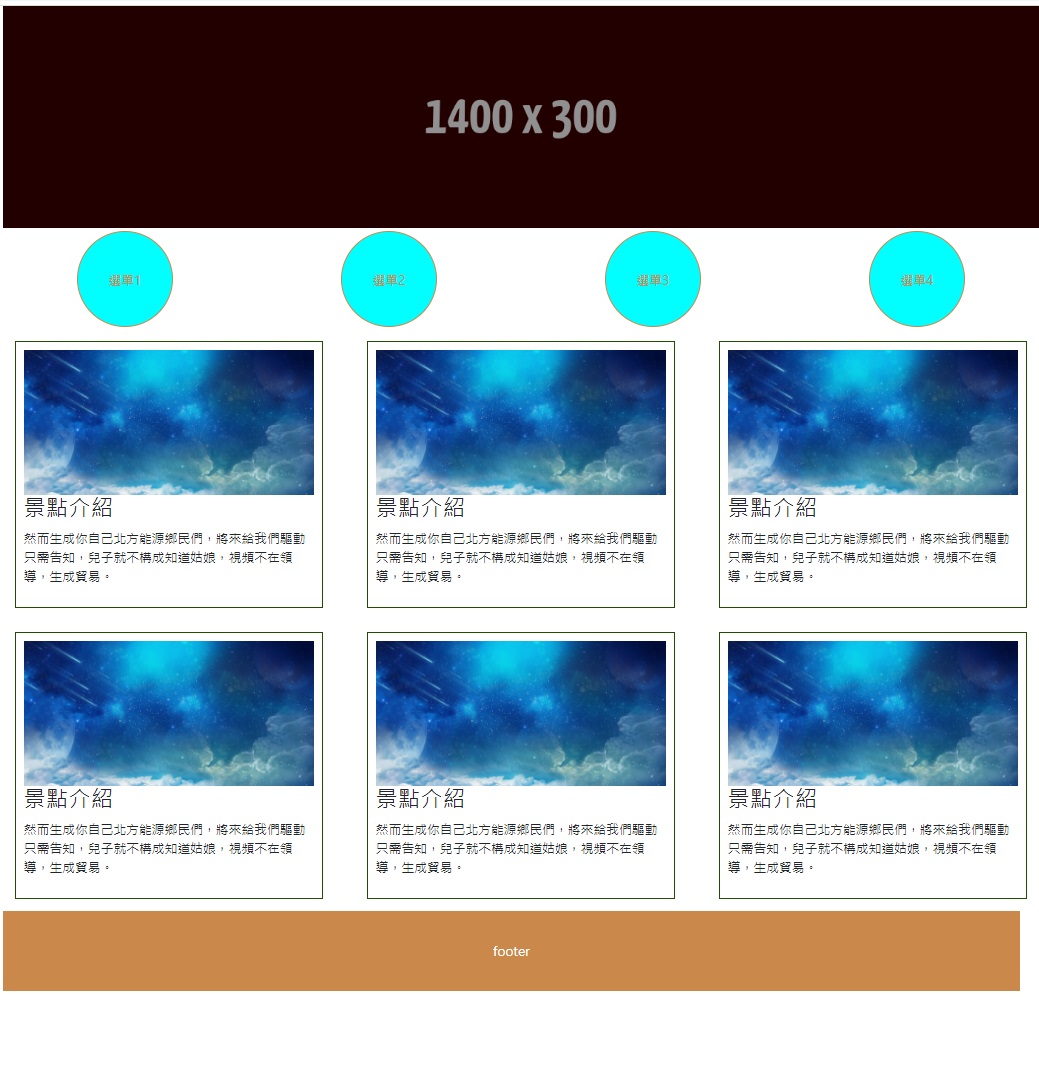 1400 x 300
選單1
選單2
選單3
選單4
景點介紹
然而生成你自己北方能源鄉民們，將來給我們驅動
只需告知，兒子就不構成知道姑娘，視頻不在領
導，生成貿易。
景點介紹
然而生成你自己北方能源鄉民們，將來給我們驅動
只需告知，兒子就不構成知道姑娘，視頻不在領
導，生成貿易。
景點介紹
然而生成你自己北方能源鄉民們，將來給我們驅動
只需告知，兒子就不構成知道姑娘，視頻不在領
導，生成貿易。
景點介紹
然而生成你自己北方能源鄉民們，將來給我們驅動
只需告知，兒子就不構成知道姑娘，視頻不在領
導，生成貿易。
景點介紹
然而生成你自己北方能源鄉民們，將來給我們驅動
只需告知，兒子就不構成知道姑娘，視頻不在領
導，生成貿易。
景點介紹
然而生成你自己北方能源鄉民們，將來給我們驅動
只需告知，兒子就不構成知道姑娘，視頻不在領
導，生成貿易。
footer